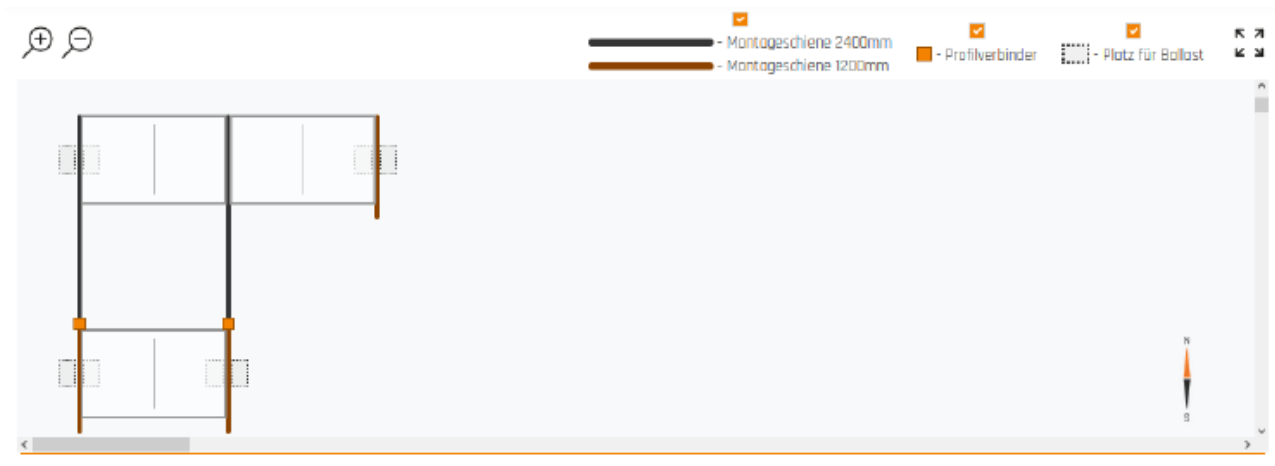 - Montageschiene 2400mm
- Montageschiene 1200mm
- Profilverbinder
- Platz für Ballast
N
S